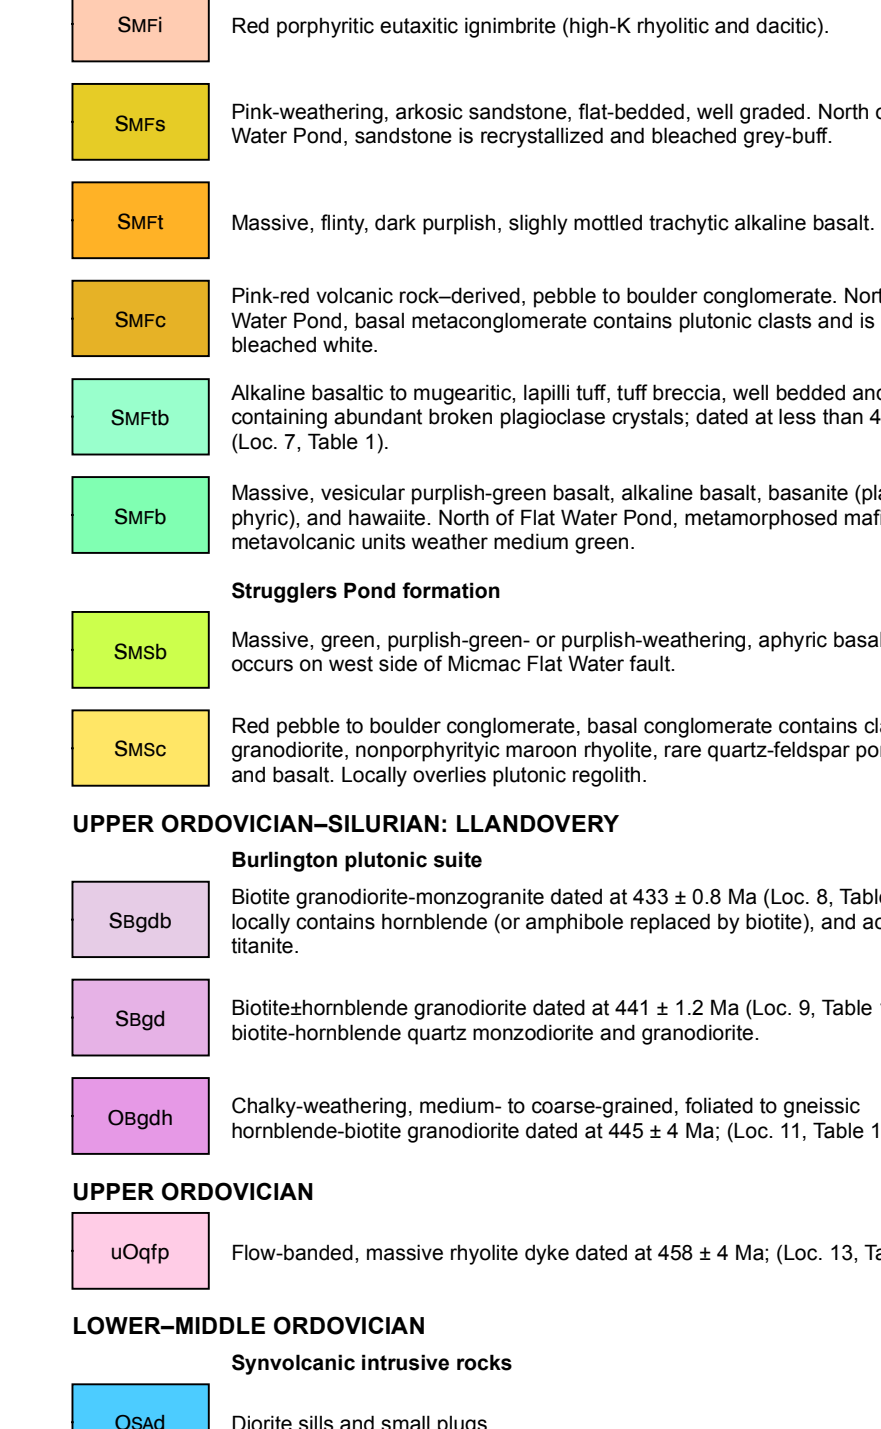 SMFi
Red porphyritic eutaxitic ignimbrite (high-K rhyolitic and dacitic).
SMFs
Pink-weathering, arkosic sandstone, flat-bedded, well graded. North
Water Pond, sandstone is recrystallized and bleached grey-buff.
SMFt
Massive, flinty, dark purplish, slighly mottled trachytic alkaline basalt.
SMFc
Pink-red volcanic rock–derived, pebble to boulder conglomerate.
Water Pond, basal metaconglomerate contains plutonic clasts and is
bleached white.
SMFtb
Alkaline basaltic to mugearitic, lapilli tuff, tuff breccia, well bedded and
containing abundant broken plagioclase crystals; dated at less than 4
(Loc. 7, Table 1).
SMFb
Massive, vesicular purplish-green basalt, alkaline basalt, basanite
phyric), and hawaiite. North of Flat Water Pond, metamorphosed
metavolcanic units weather medium green.
Strugglers Pond formation
SMSb
Massive, green, purplish-green- or purplish-weathering, aphyric
occurs on west side of Micmac Flat Water fault.
SMSc
Red pebble to boulder conglomerate, basal conglomerate contains
granodiorite, nonporphyrityic maroon rhyolite, rare quartz-feldspar
and basalt. Locally overlies plutonic regolith.
UPPER ORDOVICIAN–SILURIAN: LLANDOVERY
Burlington plutonic suite
SBgdb
Biotite granodiorite-monzogranite dated at 433 ± 0.8 Ma (Loc. 8,
locally contains hornblende (or amphibole replaced by biotite), and
titanite.
SBgd
Biotite±hornblende granodiorite dated at 441 ± 1.2 Ma (Loc. 9, Table
biotite-hornblende quartz monzodiorite and granodiorite.
OBgdh
Chalky-weathering, medium- to coarse-grained, foliated to gneissic
hornblende-biotite granodiorite dated at 445 ± 4 Ma; (Loc. 11, Table 1
UPPER ORDOVICIAN
uOqfp
Flow-banded, massive rhyolite dyke dated at 458 ± 4 Ma; (Loc. 13,
LOWER–MIDDLE ORDOVICIAN
Synvolcanic intrusive rocks
OSAd
Diorite sills and small plugs